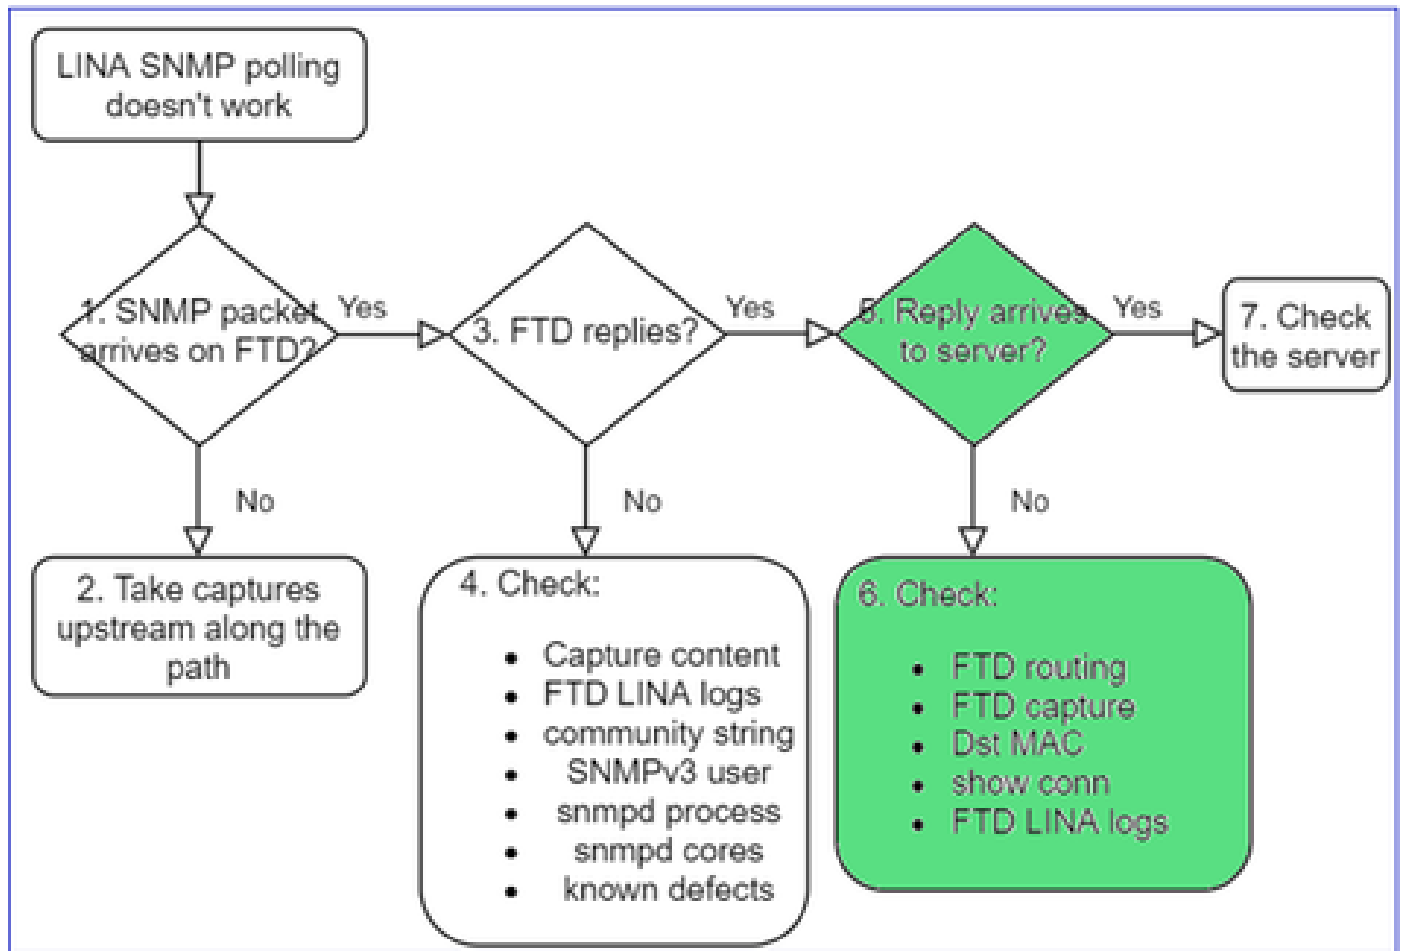 LINA SNMP polling
doesn't work
1. SNMP packet
arrives on FTD?
Yes
3. FTD replies?
Yes
5. Reply arrives
to server?
Yes
7. Check
the server
No
No
No
2. Take captures
upstream along the
path
4. Check:
• Capture content
• FTD LINA logs
• community string
• SNMPv3 user
• snmpd process
• snmpd cores
• known defects
6. Check:
• FTD routing
• FTD capture
• Dst MAC
• show conn
• FTD LINA logs